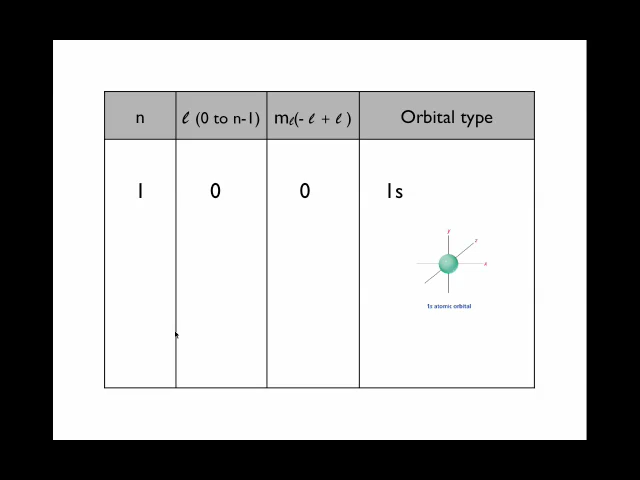 n ℓ (0 to n-1) mℓ(- ℓ + ℓ ) Orbital type
1 0 0 1s
y
z
x
1s atomic orbital